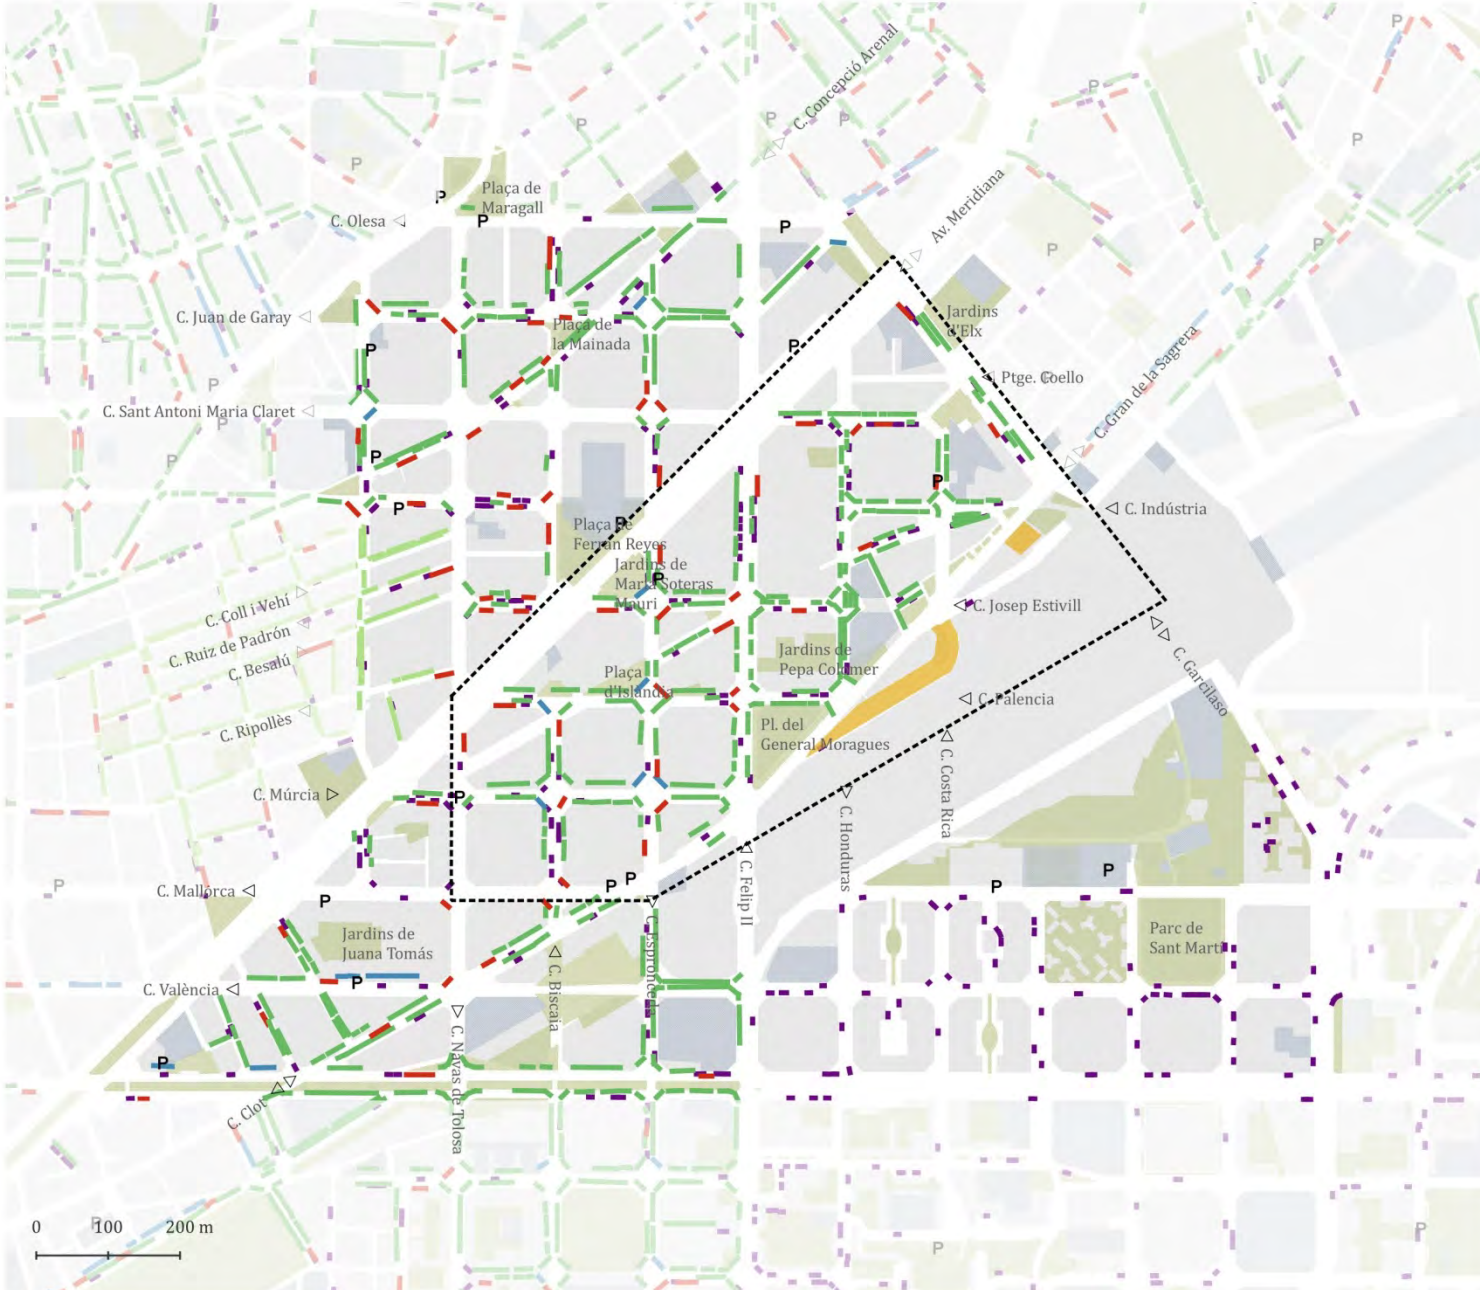 C. Concepció Arenal
P
P
P
P
P
P
P
P
Av. Meridiana
Plaça de
Maragall
P
P
C. Olesa
P
P
P
C. Juan de Garay
Plaça de
la Mainada
Jardins
d'Elx
P
P
C. Gran de la Sagrera
Ptge. Coello
P
C. Sant Antoni Maria Claret
P
P
P
P
P
C. Indústria
Plaça de
Ferran Reyes
P
Jardins de
Maria Soteras
Mauri
P
C. Coll i Vehí
C. Josep Estivill
C. Ruiz de Padrón
C. Besalú
Jardins de
Pepa Colomer
C. Garcilaso
Plaça
d'Islàndia
C. Palencia
C. Ripollès
Pl. del
General Moragues
C. Costa Rica
C. Múrcia
P
C. Honduras
C. Mallórca
P
P
P
P
P
P
C. Felip II
C. Espronceda
Jardins de
Juana Tomás
Parc de
Sant Martí
C. Biscaia
P
C. València
C. Navas de Tolosa
P
C. Clot
0 100 200 m
P
P
P